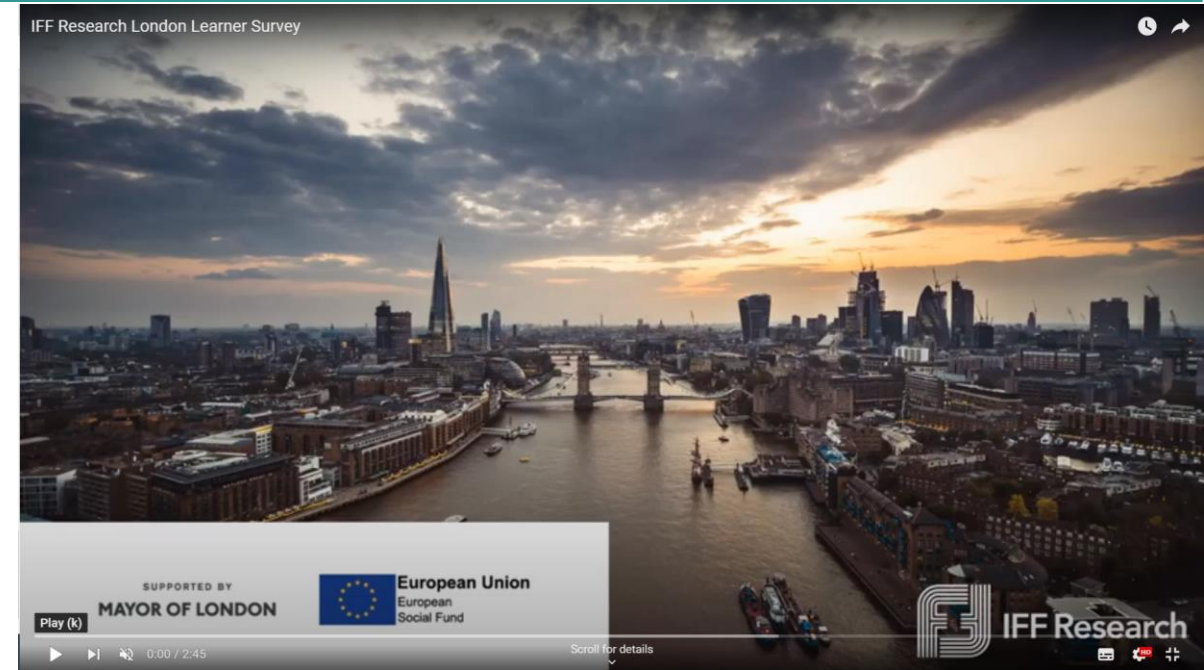 IFF Research London Learner Survey
SUPPORTED BY
MAYOR OF LONDON
European Union
European
Social Fund
Play (k)
0:00 / 2:45
Scroll for details
HD
IFF Research